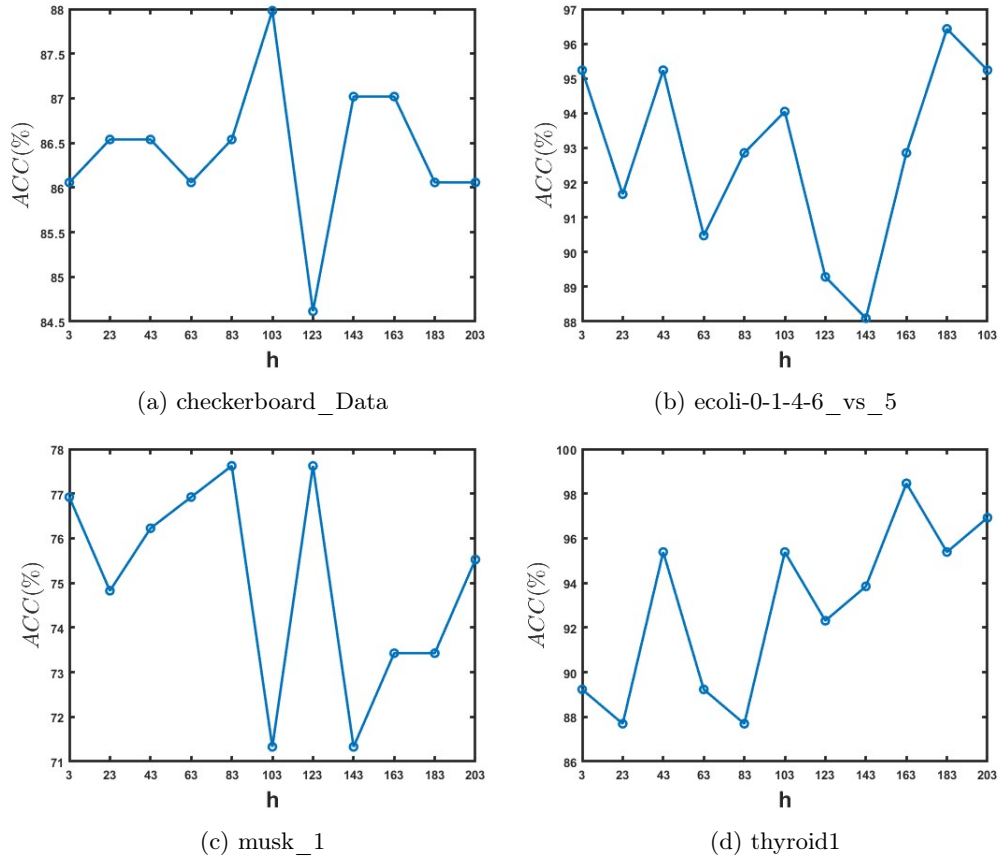 88
87.5
87
86.5
86
85.5
85
84.5
ACC(%)
3 23 43 63 83 103 123 143 163 183 203
h
(a) checkerboard_Data
97
96
95
94
93
92
91
90
89
88
ACC(%)
3 23 43 63 83 103 123 143 163 183 103
h
(b) ecoli-0-1-4-6_vs_5
78
77
76
75
74
73
72
71
ACC(%)
3 23 43 63 83 103 123 143 163 183 203
h
(c) musk_1
100
98
96
94
92
90
88
86
ACC(%)
3 23 43 63 83 103 123 143 163 183 203
h
(d) thyroid1